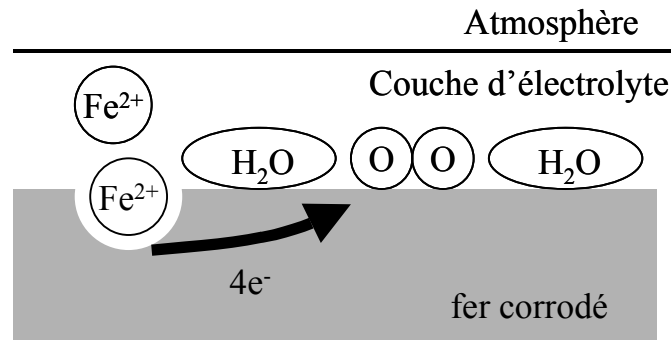 Atmosphère
Couche d’électrolyte
Fe²⁺
H₂O O O H₂O
Fe²⁺
4e⁻
fer corrodé